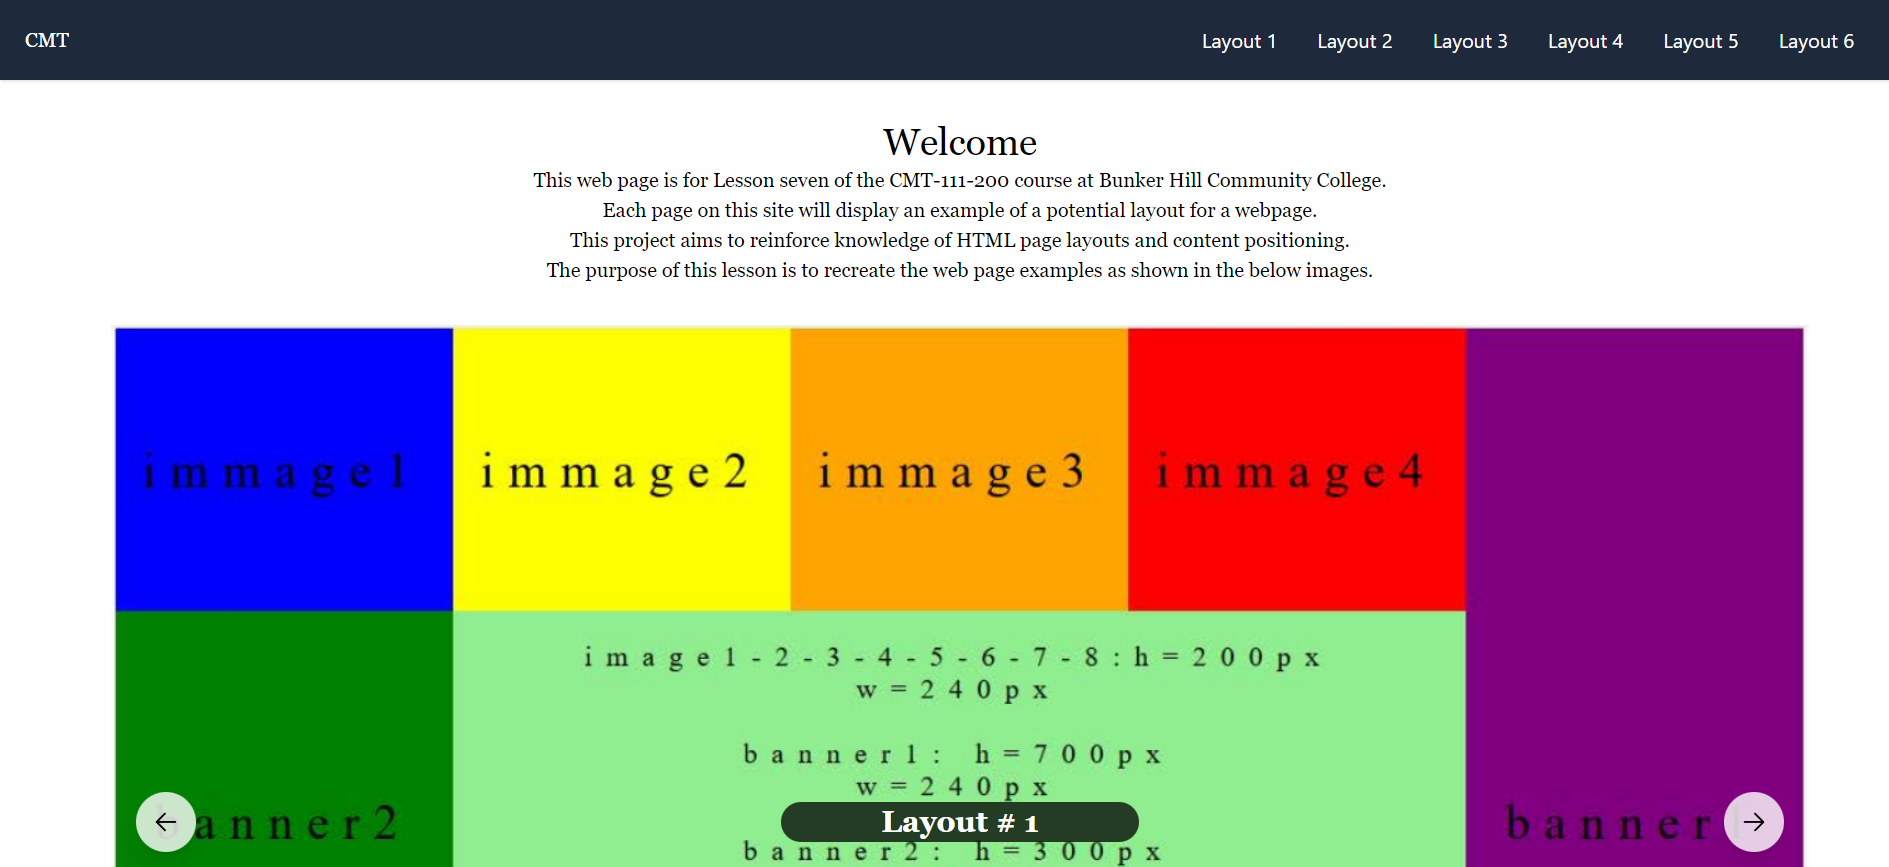 CMT
Layout 1 Layout 2 Layout 3 Layout 4 Layout 5 Layout 6
Welcome
This web page is for Lesson seven of the CMT-111-200 course at Bunker Hill Community College.
Each page on this site will display an example of a potential layout for a webpage.
This project aims to reinforce knowledge of HTML page layouts and content positioning.
The purpose of this lesson is to recreate the web page examples as shown in the below images.
immage1 immage2 immage3 immage4
image1-2-3-4-5-6-7-8:h=200px
w=240px
banner1: h=700px
w=240px
banner2 banner1
Layout # 1
banner2: h=300px